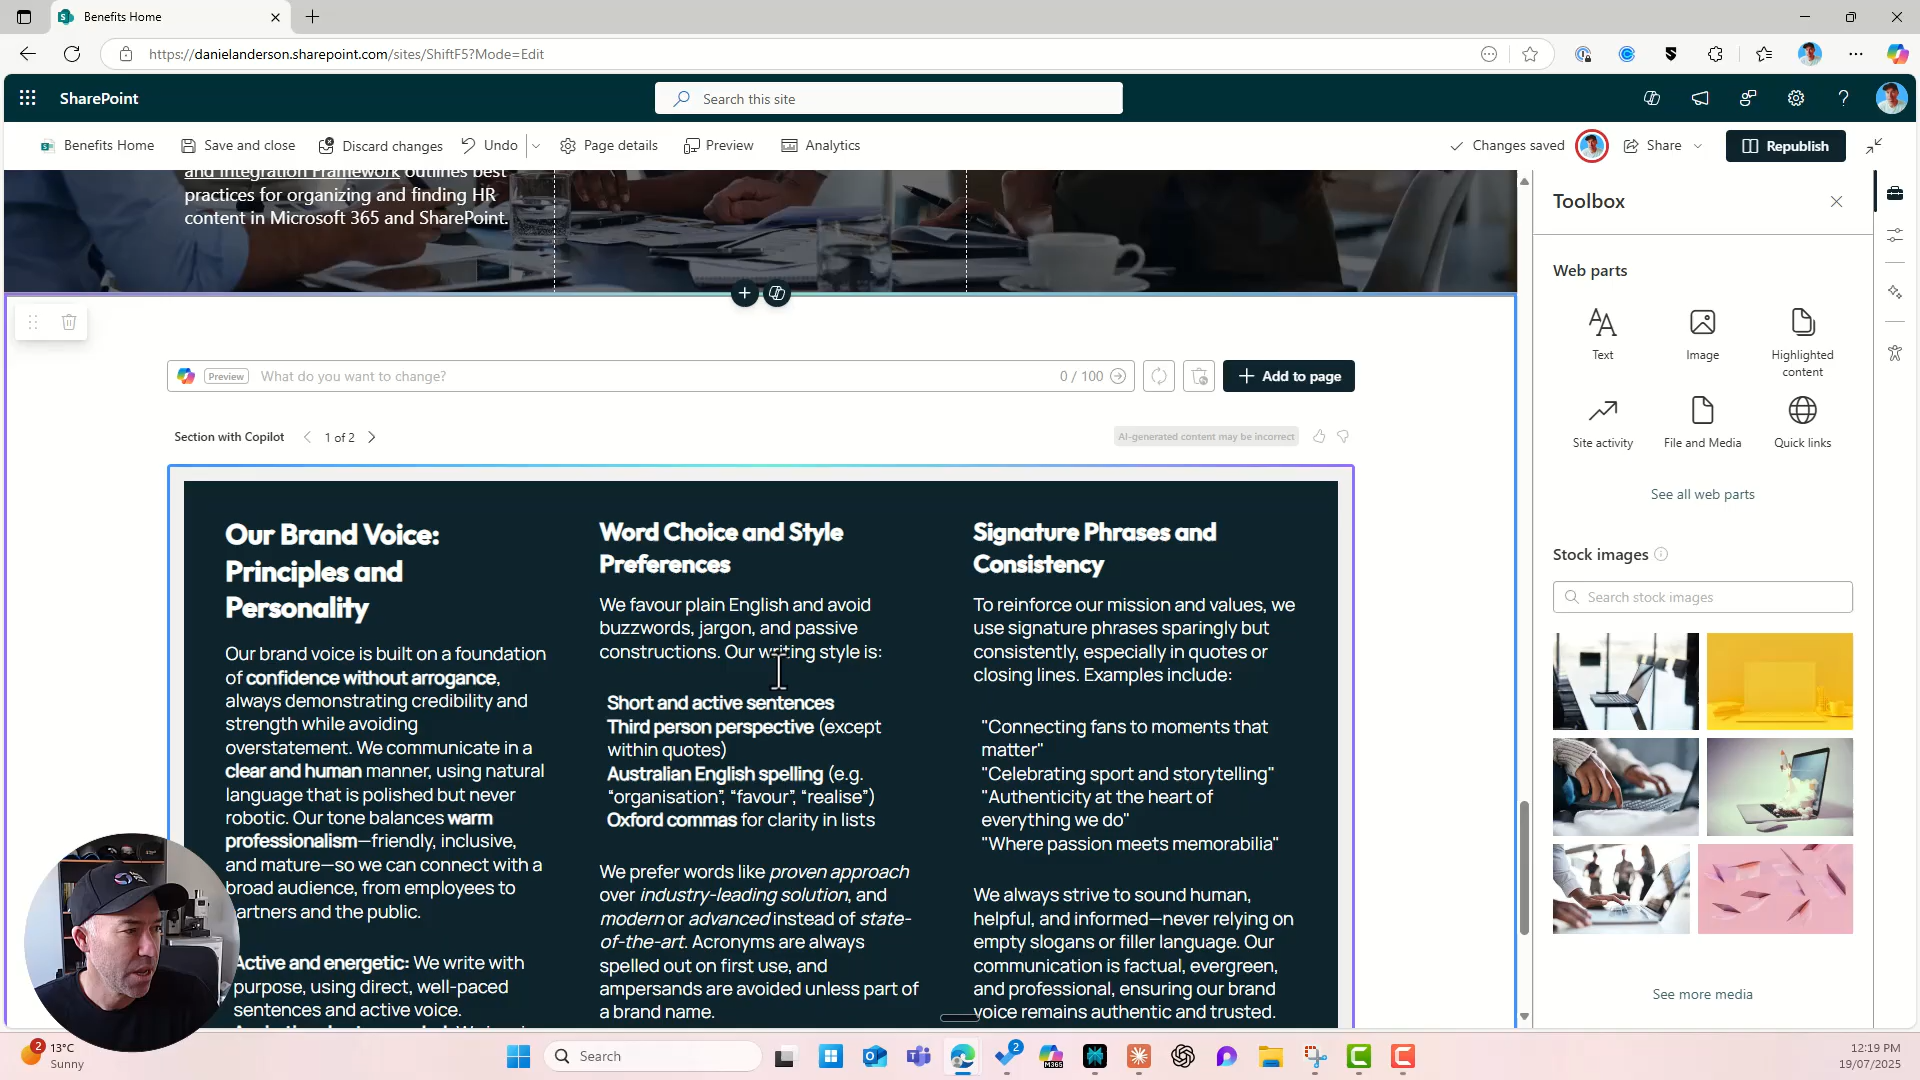 Benefits Home
https://danielanderson.sharepoint.com/sites/ShiftF5?Mode=Edit
SharePoint
Search this site
Benefits Home
Save and close
Discard changes
Undo
Page details
Preview
Analytics
Changes saved
Share
Republish
and Integration Framework outlines best
practices for organizing and finding HR
content in Microsoft 365 and SharePoint.
Preview
What do you want to change?
0 / 100
Add to page
Section with Copilot
1 of 2
AI-generated content may be incorrect
Our Brand Voice:
Principles and
Personality
Our brand voice is built on a foundation
of confidence without arrogance,
always demonstrating credibility and
strength while avoiding
overstatement. We communicate in a
clear and human manner, using natural
language that is polished but never
robotic. Our tone balances warm
professionalism—friendly, inclusive,
and mature—so we can connect with a
broad audience, from employees to
partners and the public.
Active and energetic: We write with
purpose, using direct, well-paced
sentences and active voice.
Word Choice and Style
Preferences
We favour plain English and avoid
buzzwords, jargon, and passive
constructions. Our writing style is:
Short and active sentences
Third person perspective (except
within quotes)
Australian English spelling (e.g.
“organisation”, “favour”, “realise”)
Oxford commas for clarity in lists
We prefer words like proven approach
over industry-leading solution, and
modern or advanced instead of state-
of-the-art. Acronyms are always
spelled out on first use, and
ampersands are avoided unless part of
a brand name.
Signature Phrases and
Consistency
To reinforce our mission and values, we
use signature phrases sparingly but
consistently, especially in quotes or
closing lines. Examples include:
"Connecting fans to moments that
matter"
"Celebrating sport and storytelling"
"Authenticity at the heart of
everything we do"
"Where passion meets memorabilia"
We always strive to sound human,
helpful, and informed—never relying on
empty slogans or filler language. Our
communication is factual, evergreen,
and professional, ensuring our brand
voice remains authentic and trusted.
Toolbox
Web parts
Text
Image
Highlighted
content
Site activity
File and Media
Quick links
See all web parts
Stock images
Search stock images
See more media
2
13°C
Sunny
Search
2
M365
12:19 PM
19/07/2025